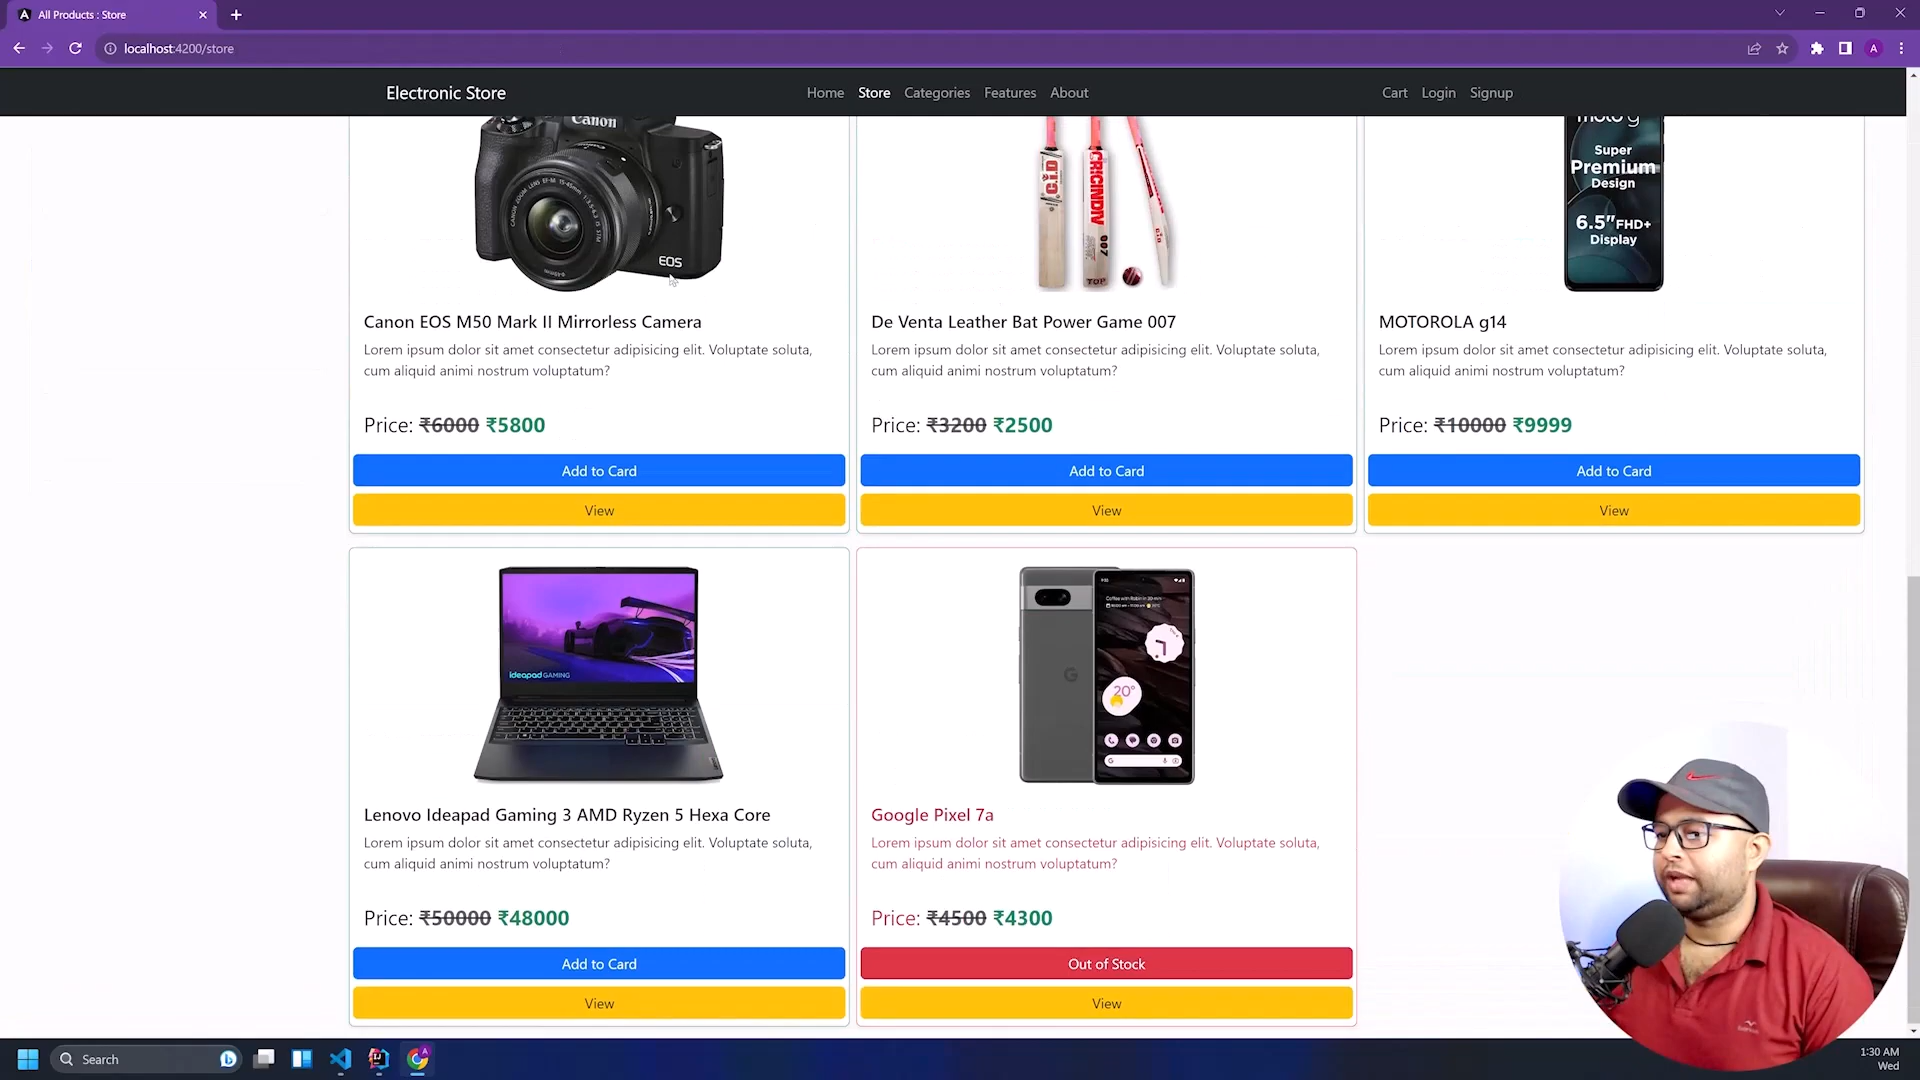 All Products : Store
localhost:4200/store
A
Electronic Store
Home Store Categories Features About
Cart Login Signup
Canon
EOS
c.i.D
CRICINDIV
007
TOP
moto g
Super
Premium
Design
6.5"FHD+
Display
Canon EOS M50 Mark II Mirrorless Camera
Lorem ipsum dolor sit amet consectetur adipisicing elit. Voluptate soluta,
cum aliquid animi nostrum voluptatum?
Price: ₹6000 ₹5800
Add to Card
View
De Venta Leather Bat Power Game 007
Lorem ipsum dolor sit amet consectetur adipisicing elit. Voluptate soluta,
cum aliquid animi nostrum voluptatum?
Price: ₹3200 ₹2500
Add to Card
View
MOTOROLA g14
Lorem ipsum dolor sit amet consectetur adipisicing elit. Voluptate soluta,
cum aliquid animi nostrum voluptatum?
Price: ₹10000 ₹9999
Add to Card
View
ideapad GAMING
Lenovo Ideapad Gaming 3 AMD Ryzen 5 Hexa Core
Lorem ipsum dolor sit amet consectetur adipisicing elit. Voluptate soluta,
cum aliquid animi nostrum voluptatum?
Price: ₹50000 ₹48000
Add to Card
View
20°
Google Pixel 7a
Lorem ipsum dolor sit amet consectetur adipisicing elit. Voluptate soluta,
cum aliquid animi nostrum voluptatum?
Price: ₹4500 ₹4300
Out of Stock
View
Search
1:30 AM
Wed